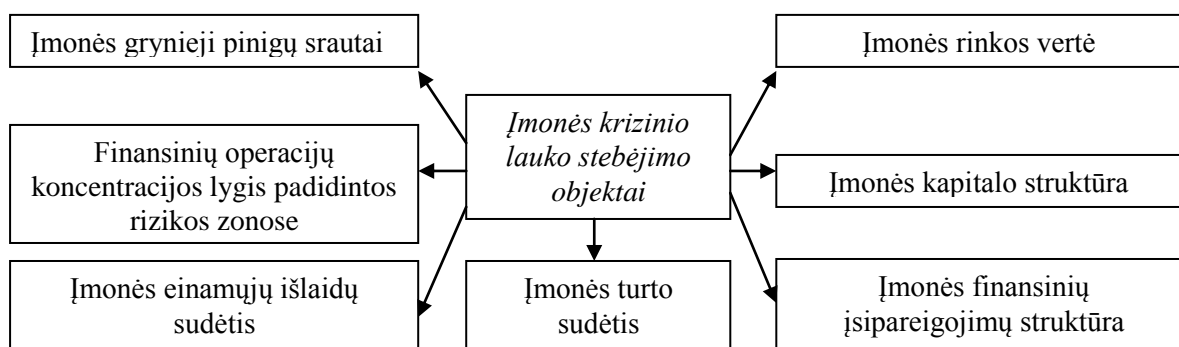 Įmonės grynieji pinigų srautai
Įmonės rinkos vertė
Įmonės krizinio
lauko stebėjimo
objektai
Finansinių operacijų
koncentracijos lygis padidintos
rizikos zonose
Įmonės kapitalo struktūra
Įmonės einamųjų išlaidų
sudėtis
Įmonės turto
sudėtis
Įmonės finansinių
įsipareigojimų struktūra